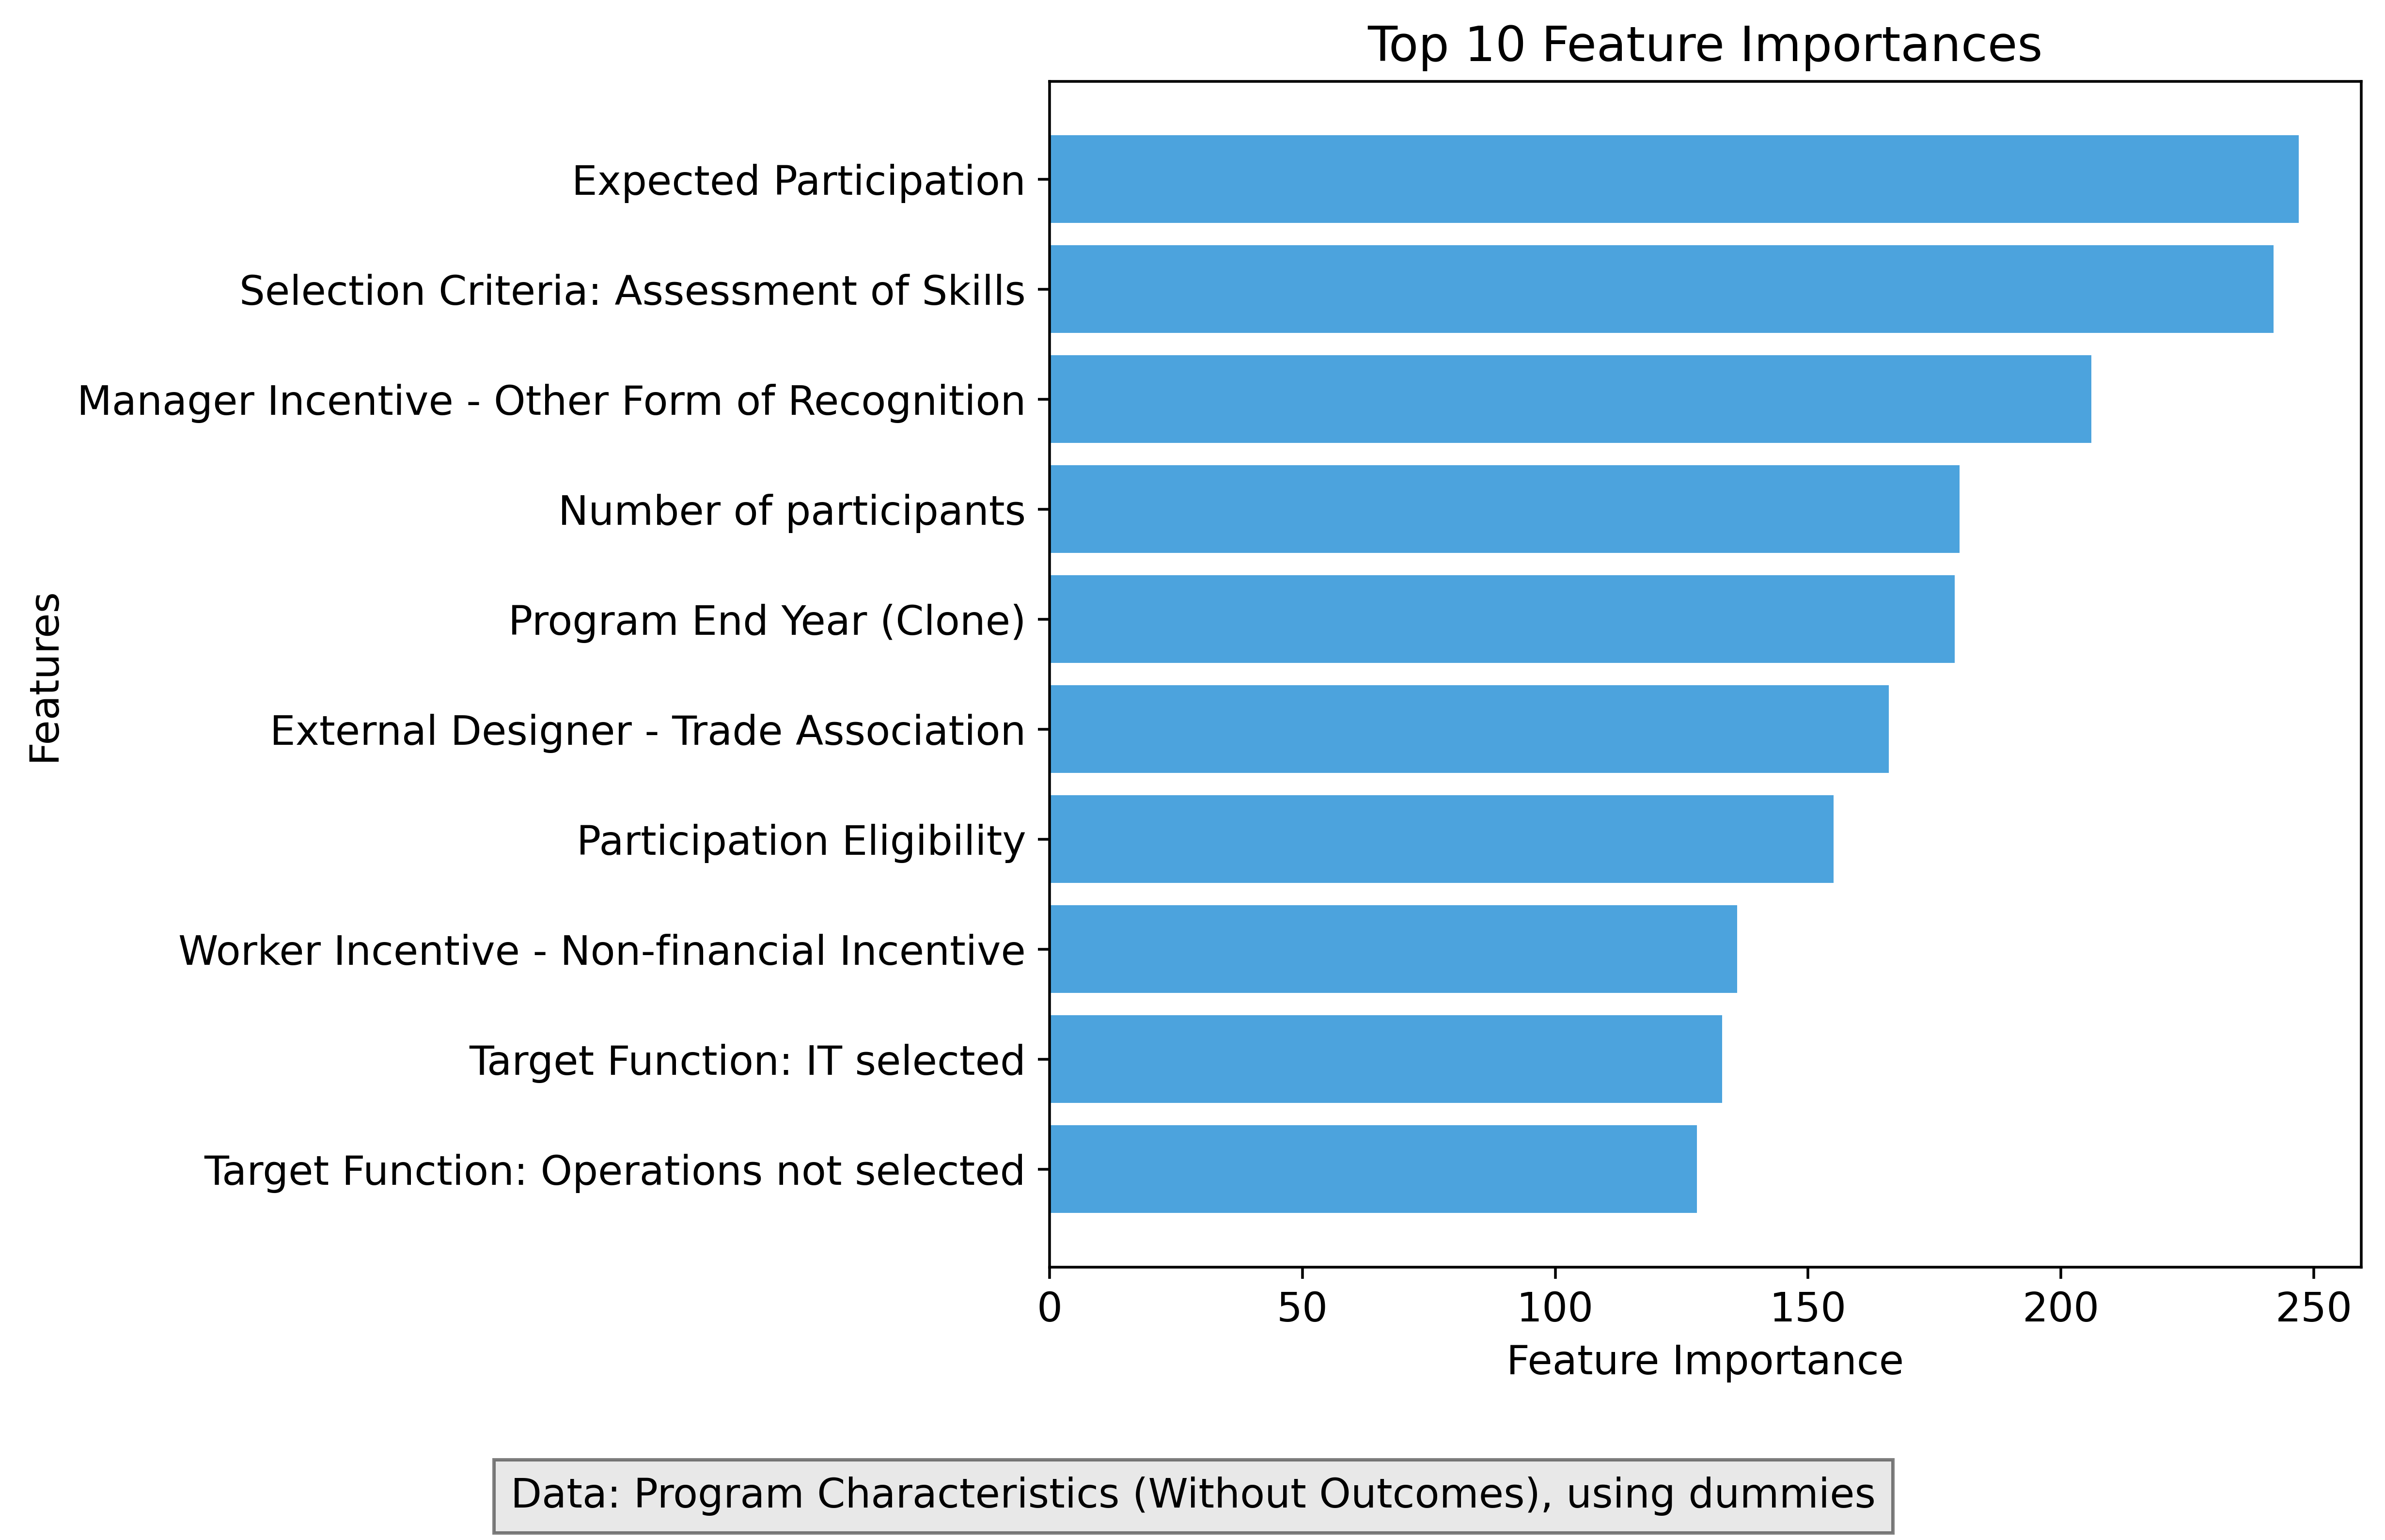 Top 10 Feature Importances
Features
Expected Participation
Selection Criteria: Assessment of Skills
Manager Incentive - Other Form of Recognition
Number of participants
Program End Year (Clone)
External Designer - Trade Association
Participation Eligibility
Worker Incentive - Non-financial Incentive
Target Function: IT selected
Target Function: Operations not selected
0 50 100 150 200 250
Feature Importance
Data: Program Characteristics (Without Outcomes), using dummies